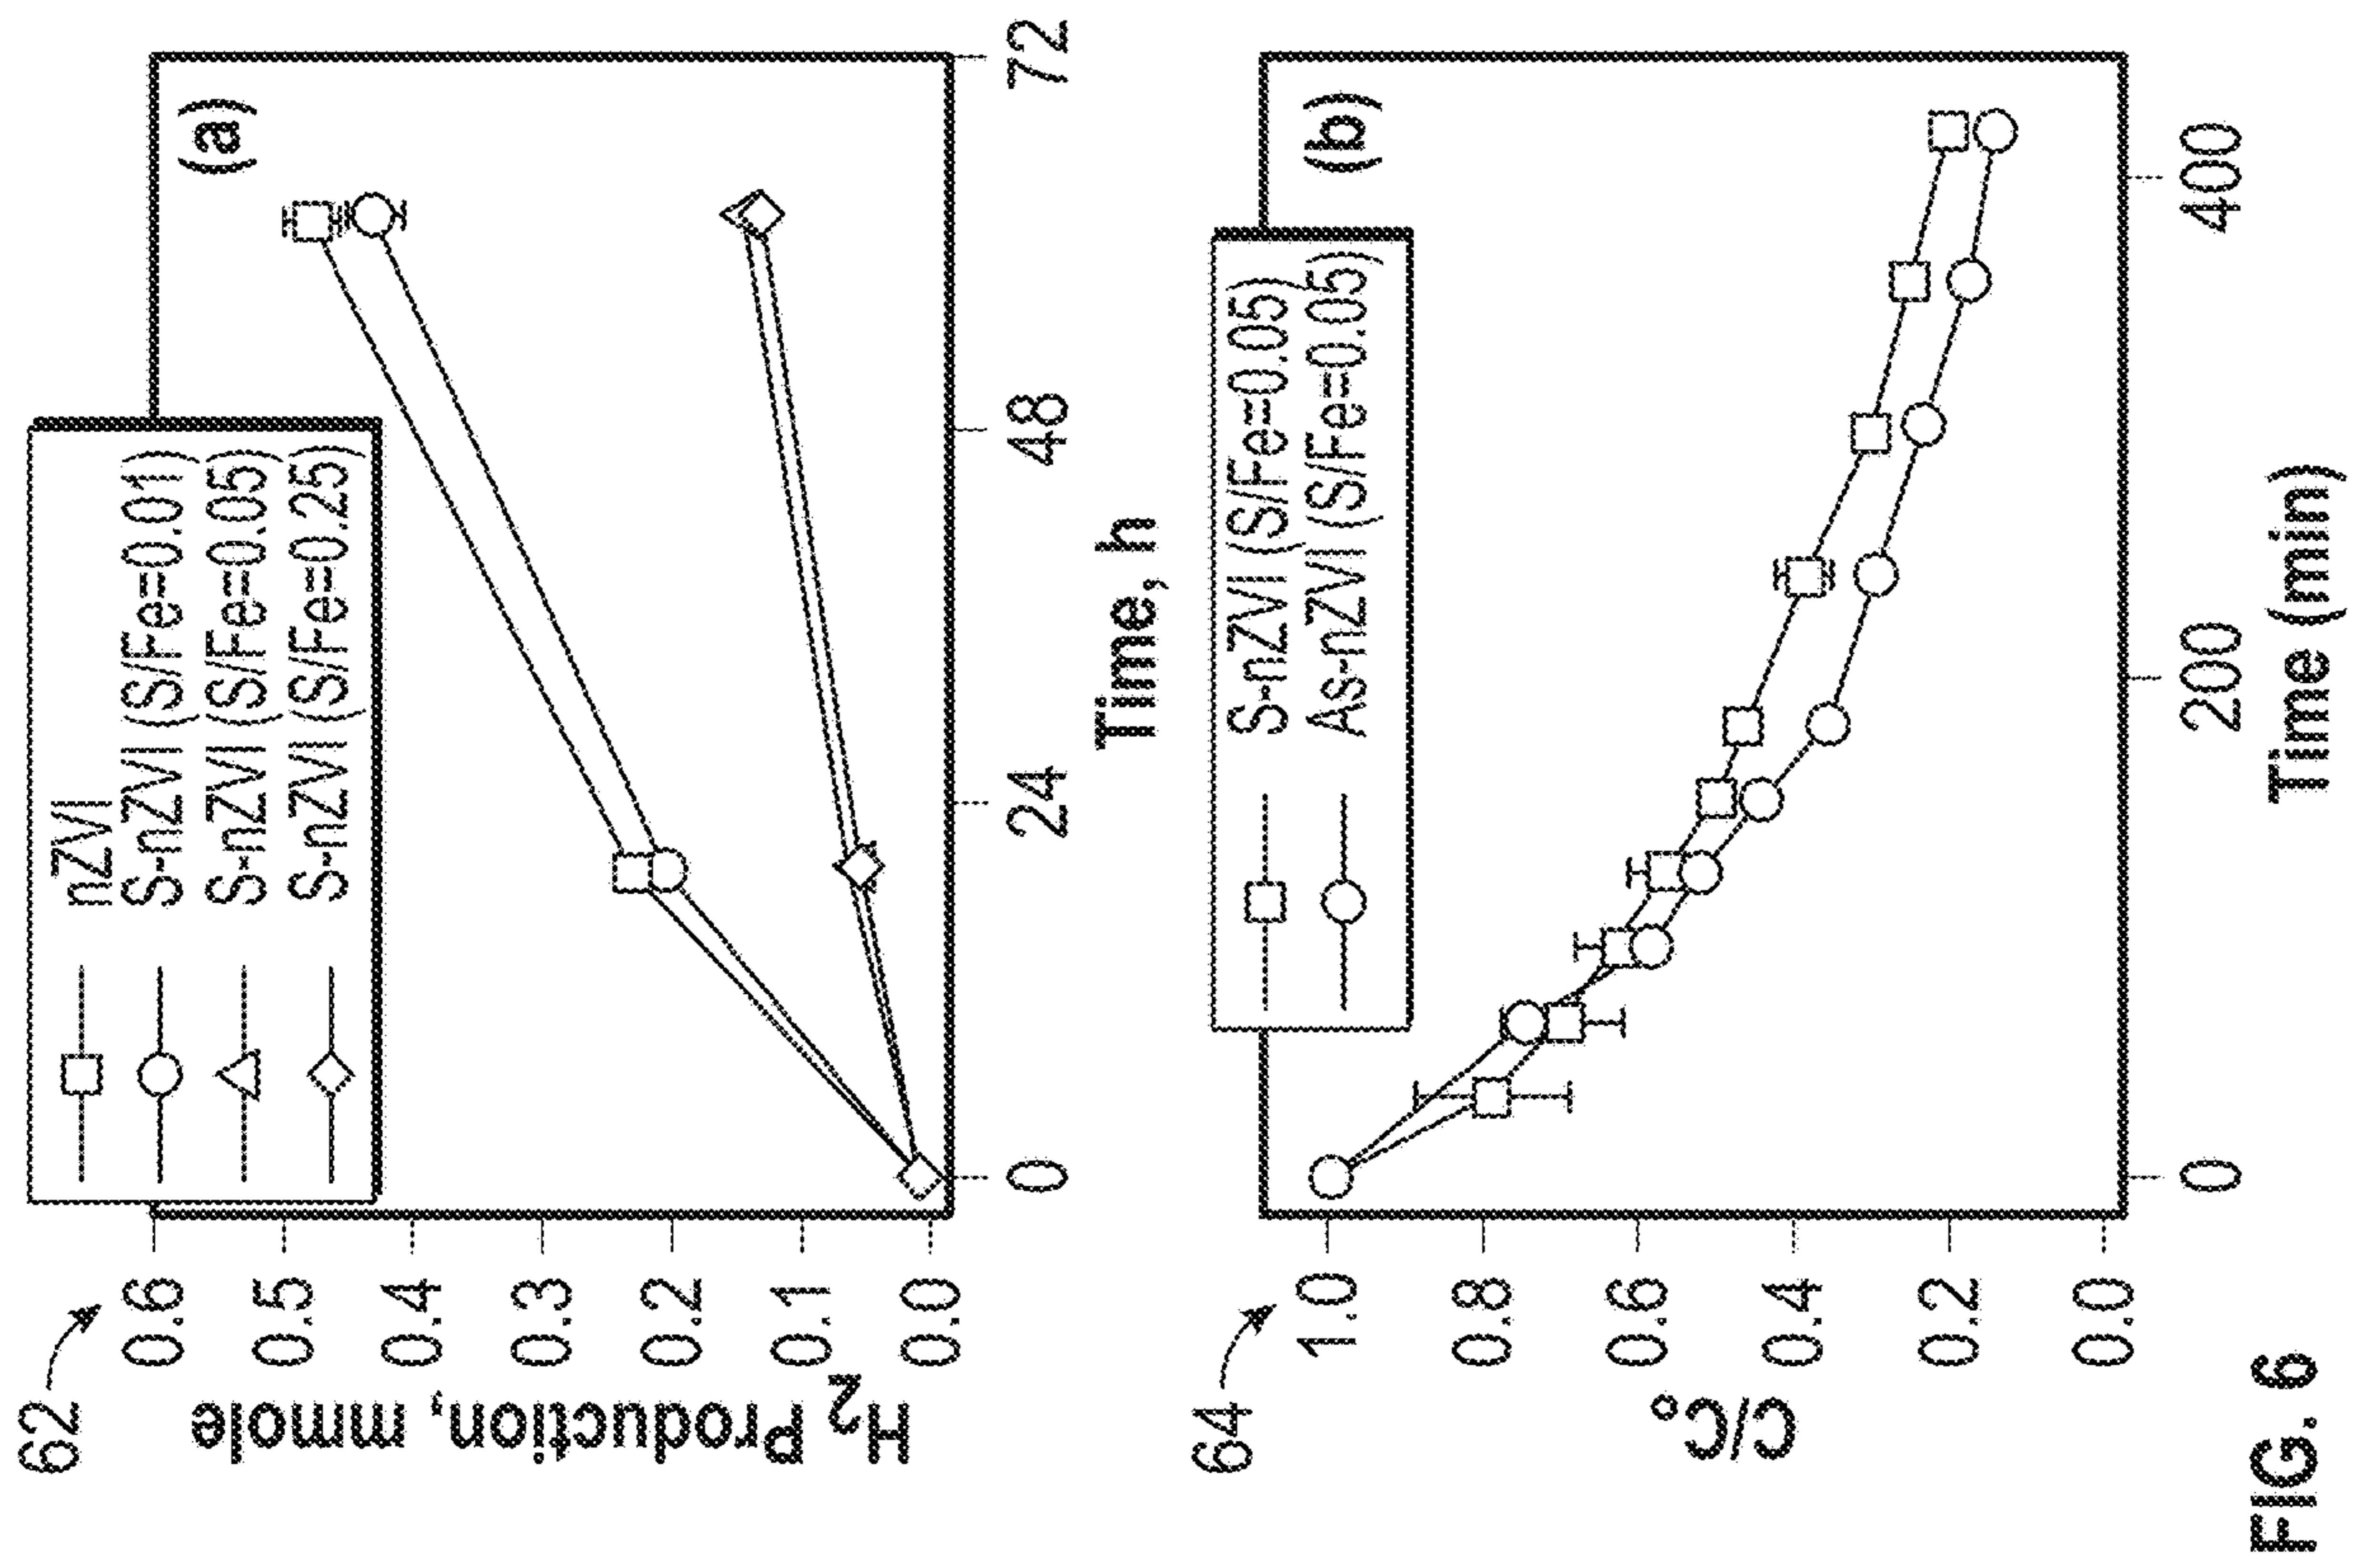 62
H₂ Production, mmole
0.6
0.5
0.4
0.3
0.2
0.1
0.0
nZVI
S-nZVI (S/Fe=0.01)
S-nZVI (S/Fe=0.05)
S-nZVI (S/Fe=0.25)
(a)
0
24
48
72
Time, h
64
C/C°
1.0
0.8
0.6
0.4
0.2
0.0
S-nZVI (S/Fe=0.05)
As-nZVI (S/Fe=0.05)
(b)
0
200
400
Time (min)
FIG. 6